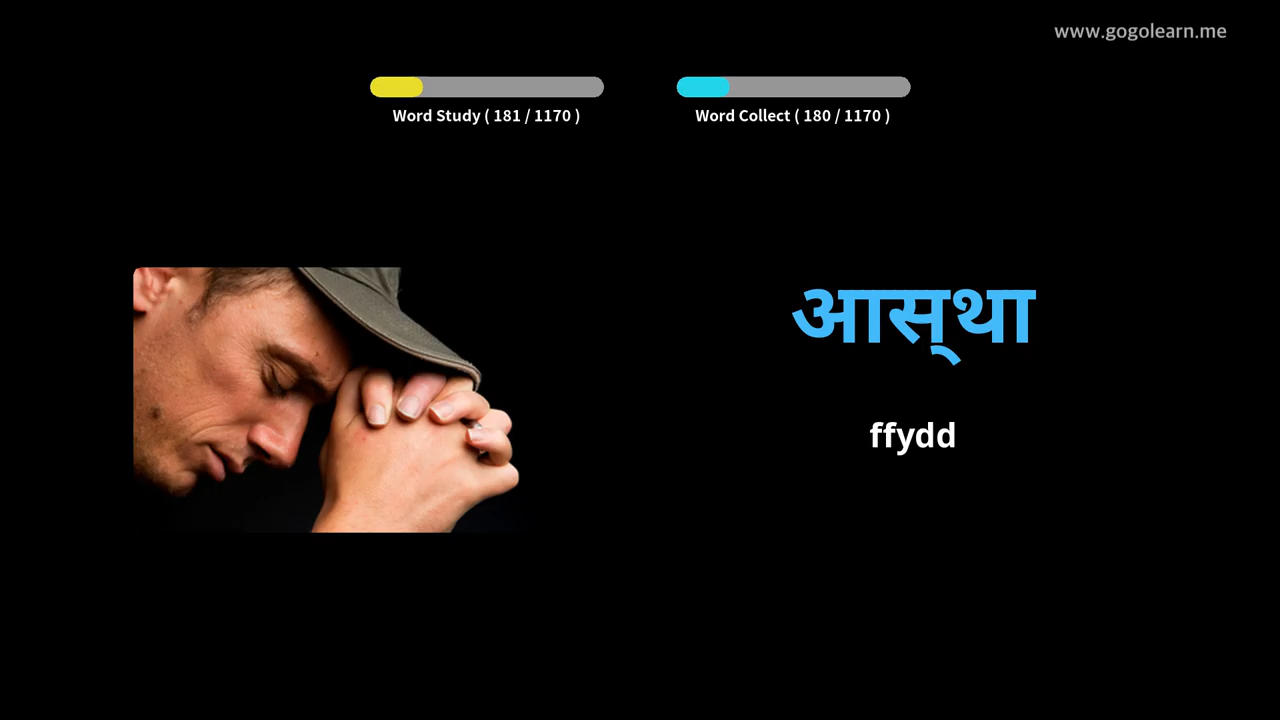 www.gogolearn.me
Word Study ( 181 / 1170 )
Word Collect ( 180 / 1170 )
आस्‌था
ffydd